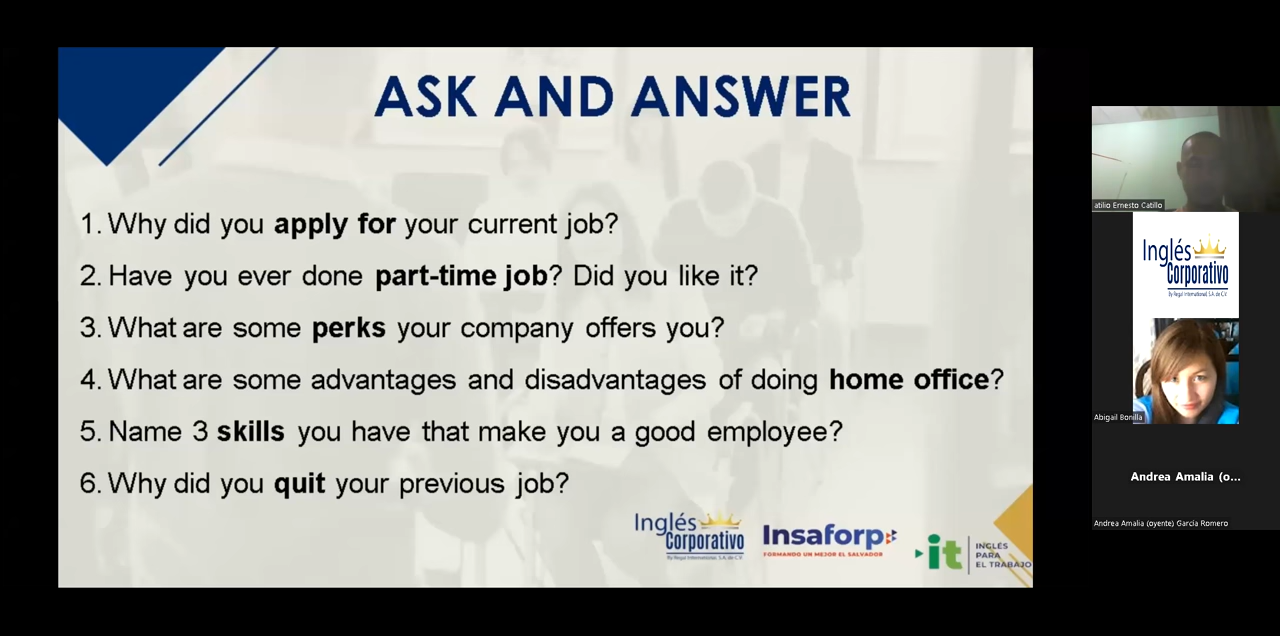 ASK AND ANSWER
1. Why did you apply for your current job?
2. Have you ever done part-time job? Did you like it?
3. What are some perks your company offers you?
4. What are some advantages and disadvantages of doing home office?
5. Name 3 skills you have that make you a good employee?
6. Why did you quit your previous job?
Inglés
Corporativo
By Regal International, S.A. de C.V.
Insaforp
FORMANDO UN MEJOR EL SALVADOR
it
INGLÉS
PARA
EL TRABAJO
atilio Ernesto Catillo
Inglés
Corporativo
By Regal International, S.A. de C.V.
Abigail Bonilla
Andrea Amalia (o...
Andrea Amalia (oyente) García Romero